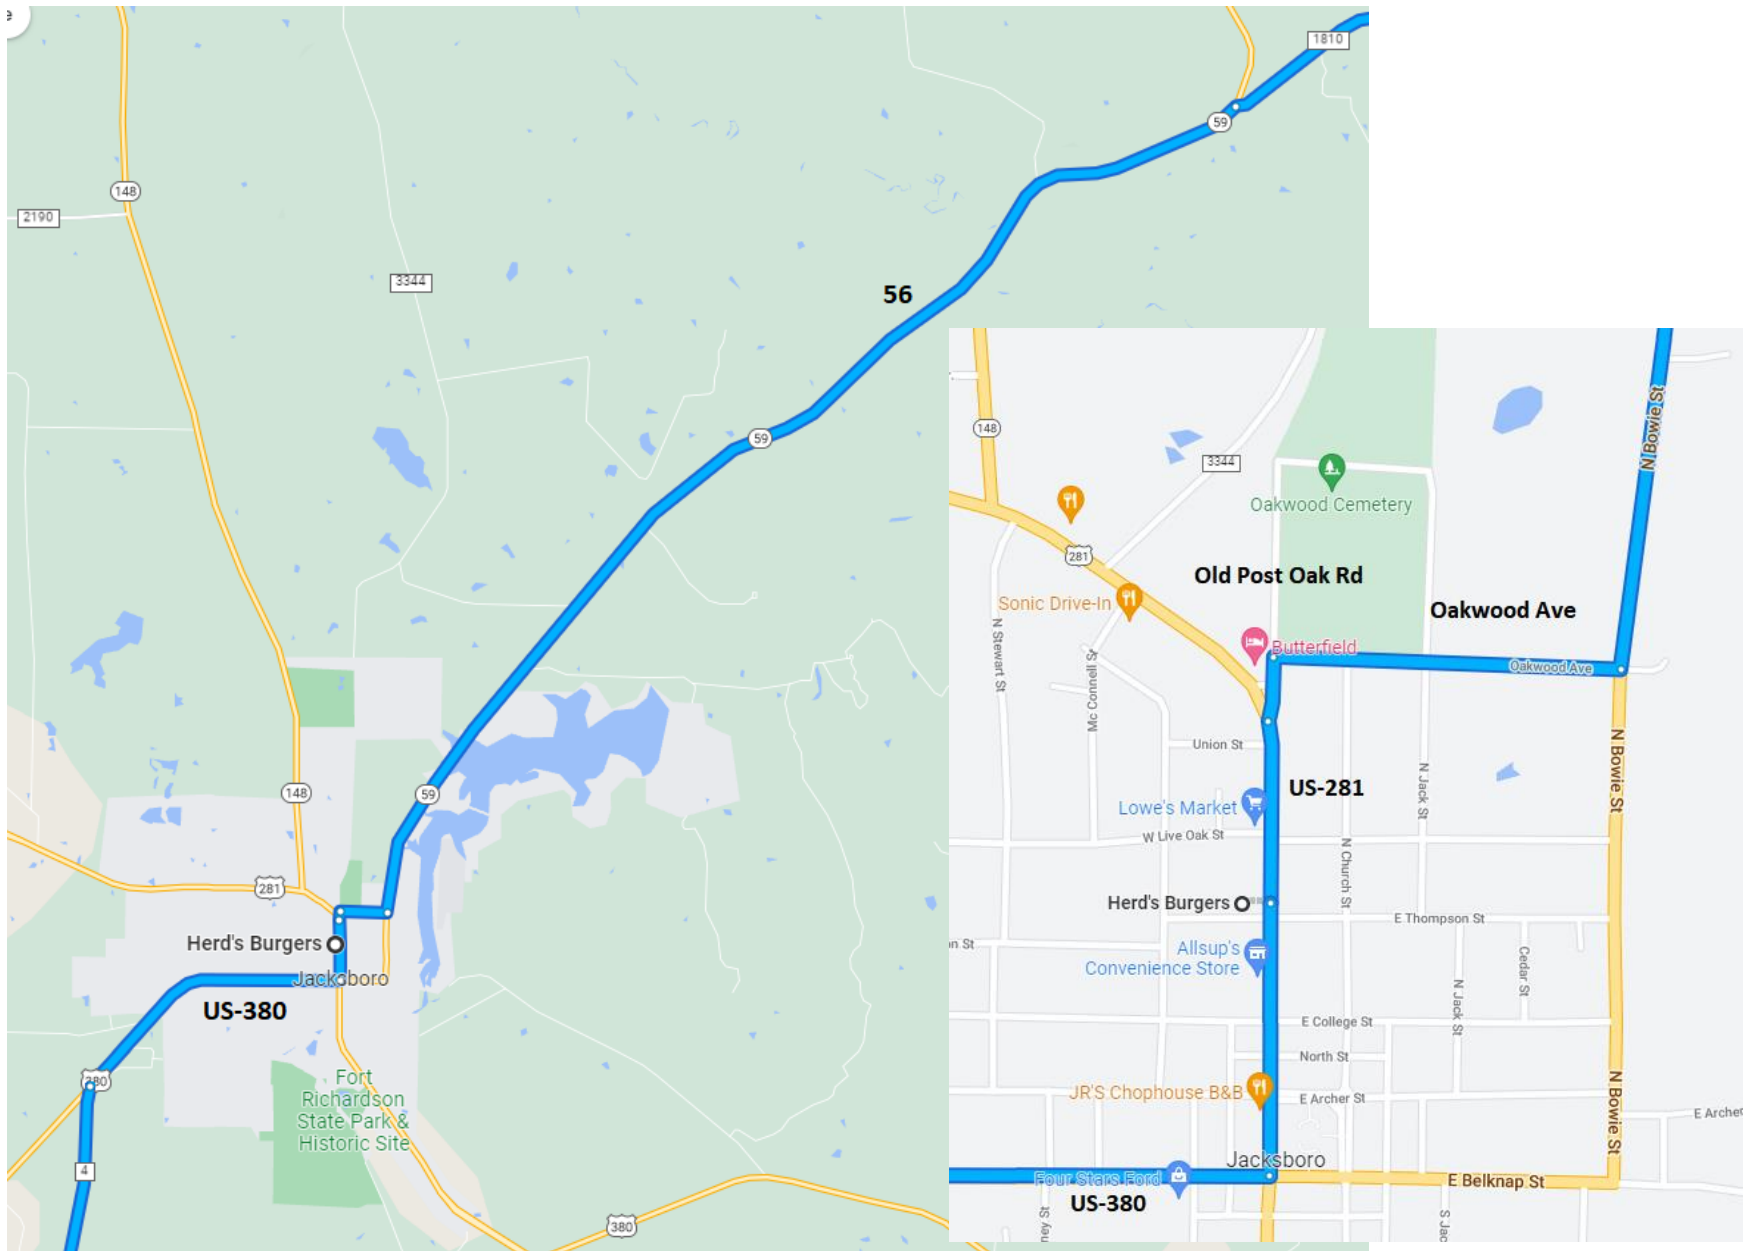 e
1810
59
148
2190
3344
56
59
148
59
281
Herd's Burgers
Jacksboro
US-380
380
Fort
Richardson
State Park &
Historic Site
4
380
148
3344
Oakwood Cemetery
281
Old Post Oak Rd
Sonic Drive-In
Oakwood Ave
N Bowie St
N Stewart St
Mc Connell St
Butterfield
Oakwood Ave
Union St
US-281
N Bowie St
N Jack St
Lowe's Market
W Live Oak St
N Church St
Herd's Burgers
E Thompson St
n St
Allsup's
Convenience Store
Cedar St
N Jack St
E College St
North St
JR'S Chophouse B&B
E Archer St
N Bowie St
E Archer
Jacksboro
Four Stars Ford
E Belknap St
US-380
ney St
S Jac